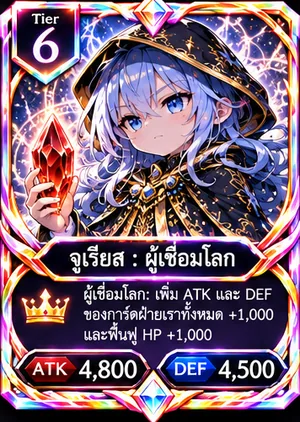 Tier
6
จูเรียส : ผู้เชื่อมโลก
ผู้เชื่อมโลก: เพิ่ม ATK และ DEF
ของการ์ดฝ่ายเราทั้งหมด +1,000
และฟื้นฟู HP +1,000
ATK 4,800 DEF 4,500